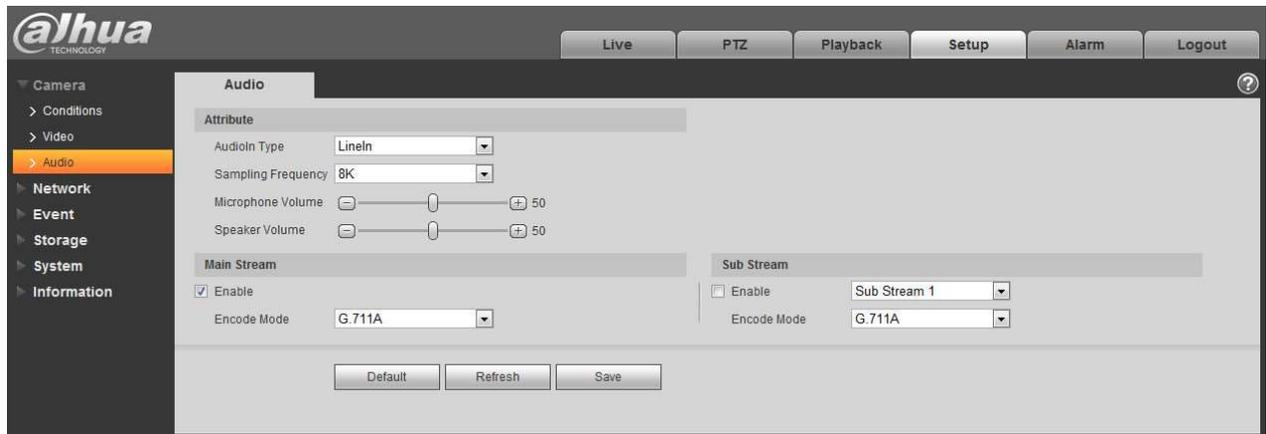 alhua
TECHNOLOGY
Live PTZ Playback Setup Alarm Logout
Camera
Conditions
Video
Audio
Network
Event
Storage
System
Information
Audio
?
Attribute
AudioIn Type LineIn
Sampling Frequency 8K
Microphone Volume 50
Speaker Volume 50
Main Stream
Enable
Encode Mode G.711A
Sub Stream
Enable Sub Stream 1
Encode Mode G.711A
Default Refresh Save